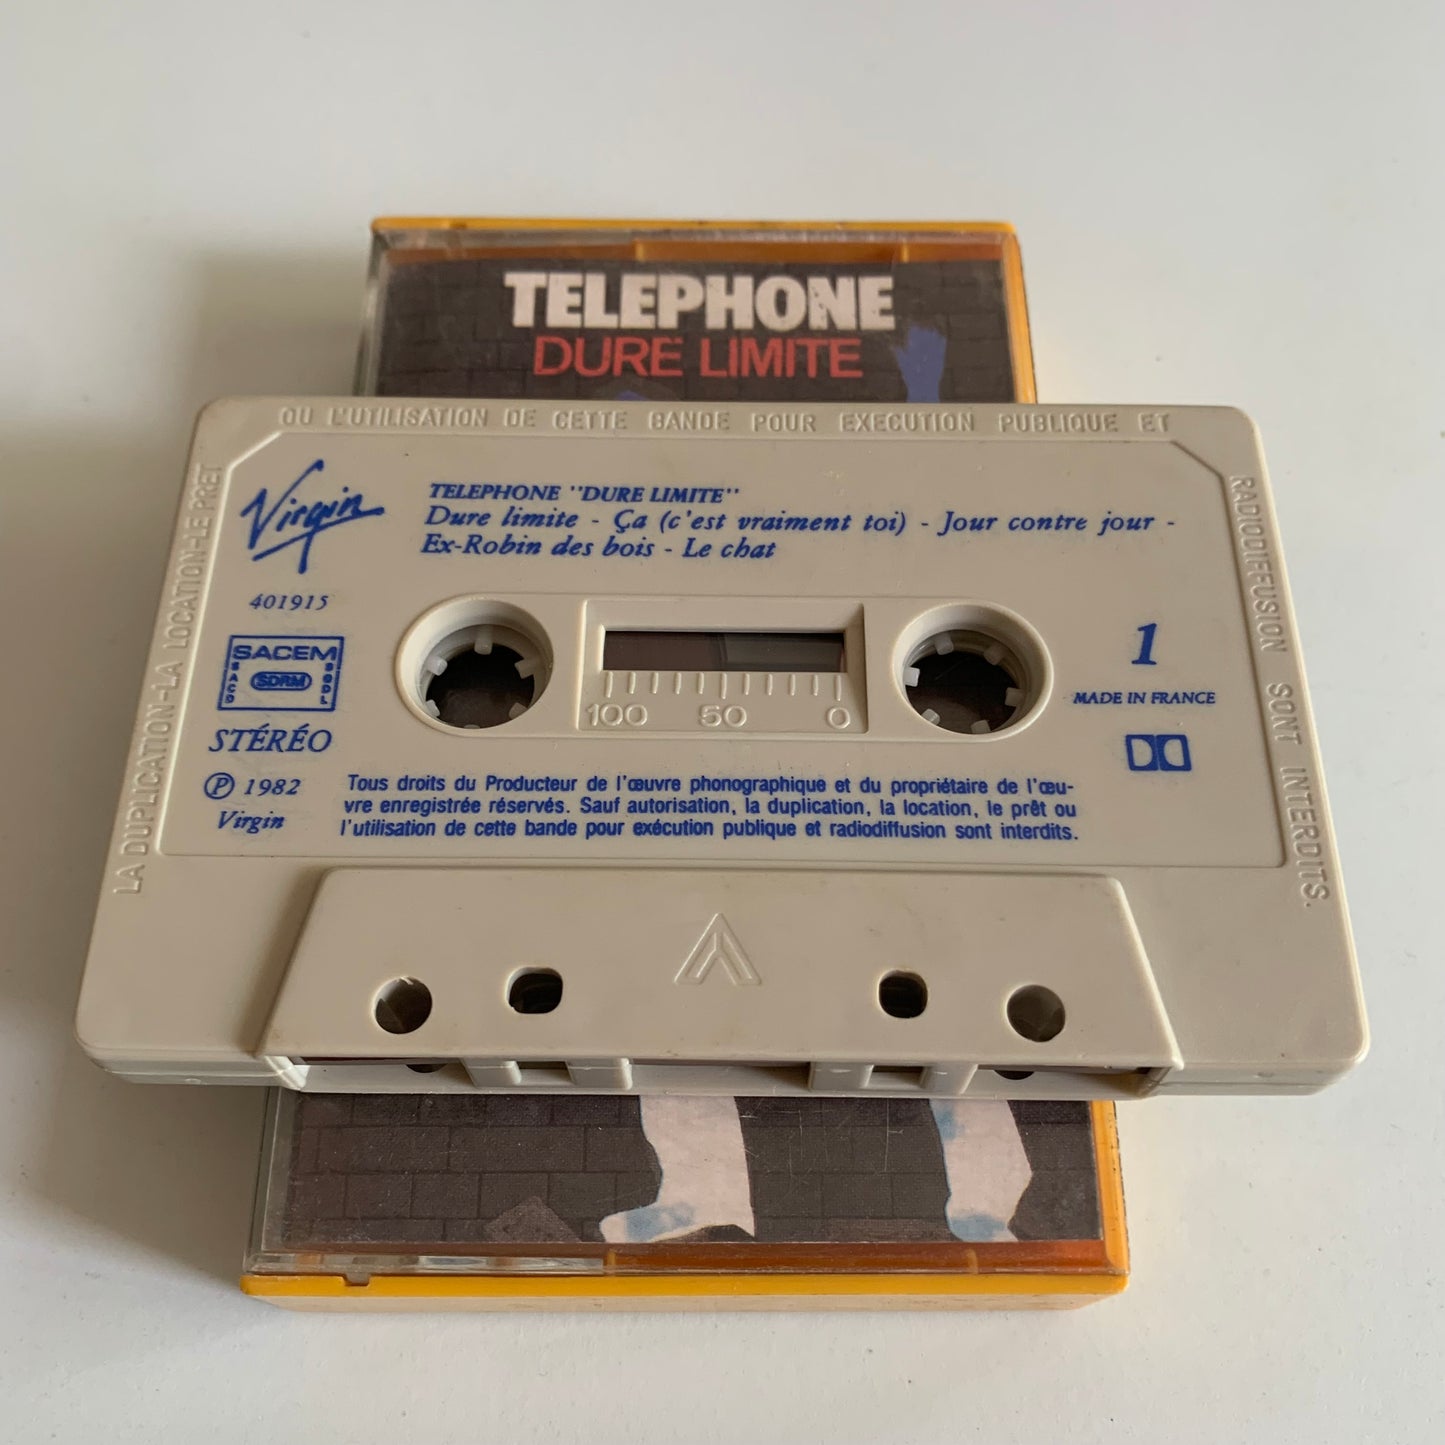 TELEPHONE
DURE LIMITE
OU L'UTILISATION DE CETTE BANDE POUR EXECUTION PUBLIQUE ET
RADIODIFFUSION SONT INTERDITS.
LA DUPLICATION-LA LOCATION-LE PRET
Virgin
TELEPHONE "DURE LIMITE"
Dure limite - Ça (c'est vraiment toi) - Jour contre jour -
Ex-Robin des bois - Le chat
401915
SACEM
SACD
SDRM
SGDL
STÉRÉO
100 50 0
1
MADE IN FRANCE
Ⓟ 1982
Virgin
Tous droits du Producteur de l'œuvre phonographique et du propriétaire de l'œu-
vre enregistrée réservés. Sauf autorisation, la duplication, la location, le prêt ou
l'utilisation de cette bande pour exécution publique et radiodiffusion sont interdits.